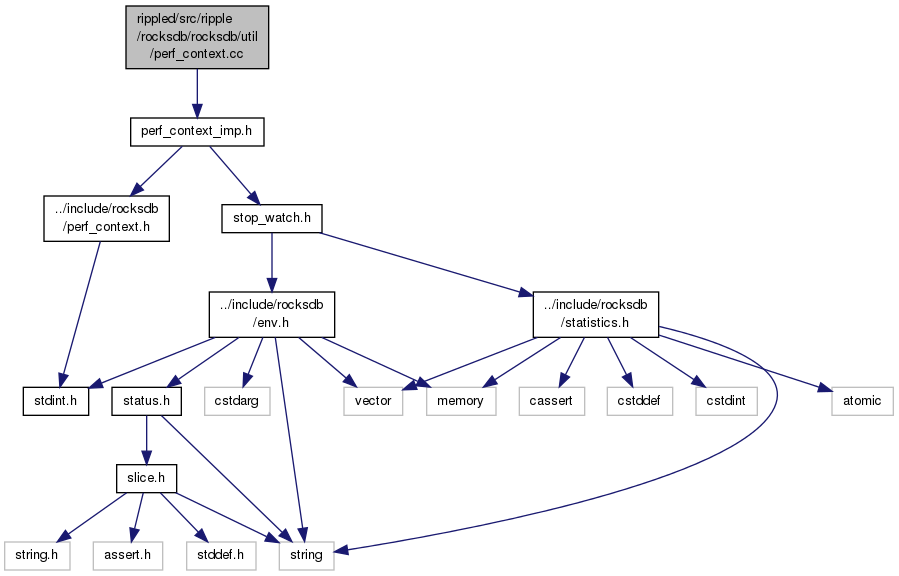 rippled/src/ripple
/rocksdb/rocksdb/util
/perf_context.cc
perf_context_imp.h
../include/rocksdb
/perf_context.h
stop_watch.h
../include/rocksdb
/env.h
../include/rocksdb
/statistics.h
stdint.h
status.h
cstdarg
vector
memory
cassert
cstddef
cstdint
atomic
slice.h
string.h
assert.h
stddef.h
string